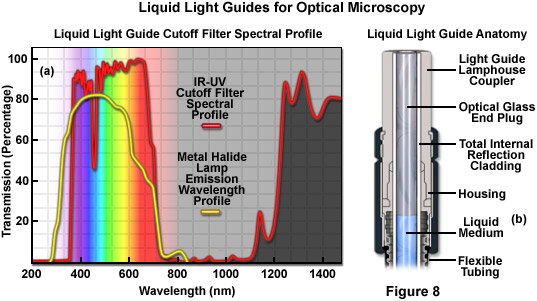 Liquid Light Guides for Optical Microscopy
Liquid Light Guide Cutoff Filter Spectral Profile
Transmission (Percentage)
100
80
60
40
20
(a)
IR-UV
Cutoff Filter
Spectral
Profile
Metal Halide
Lamp
Emission
Wavelength
Profile
200 400 600 800 1000 1200 1400
Wavelength (nm)
Liquid Light Guide Anatomy
Light Guide
Lamphouse
Coupler
Optical Glass
End Plug
Total Internal
Reflection
Cladding
Housing
(b)
Liquid
Medium
Flexible
Tubing
Figure 8